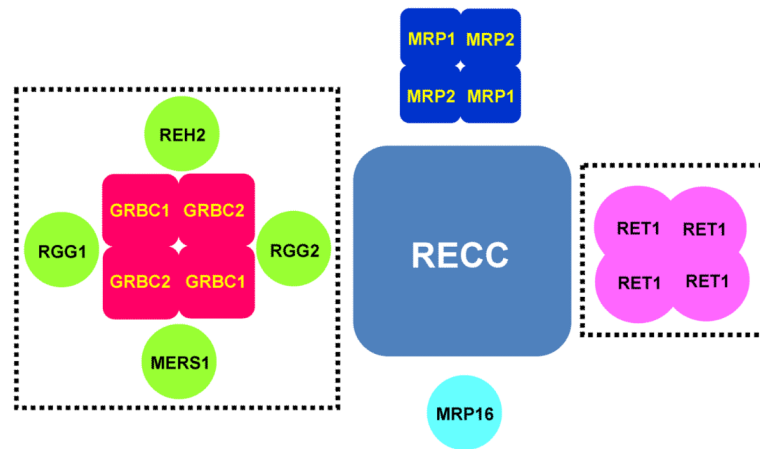 MRP1 MRP2
MRP2 MRP1
REH2
GRBC1 GRBC2
RGG1
RGG2
GRBC2 GRBC1
MERS1
RECC
RET1 RET1
RET1 RET1
MRP16